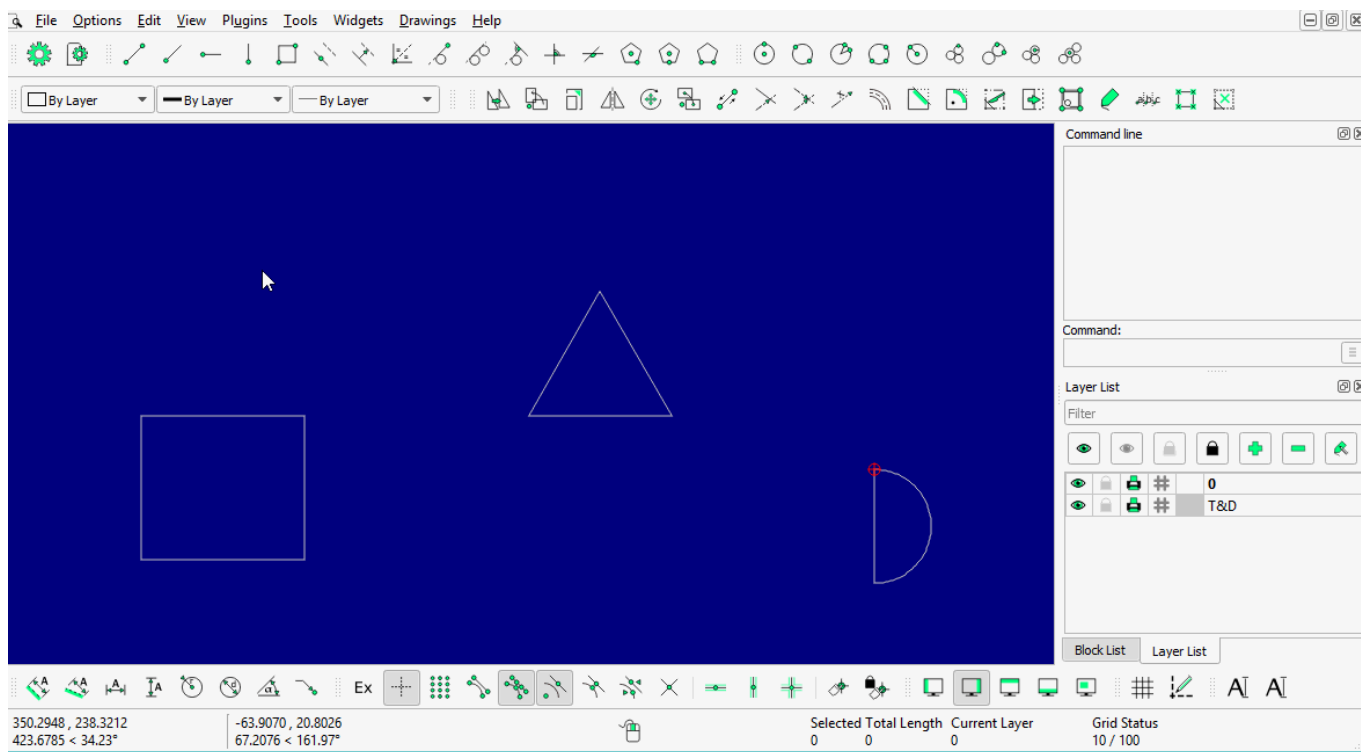 File Options Edit View Plugins Tools Widgets Drawings Help
By Layer By Layer By Layer
Command line
Command:
Layer List
Filter
0
T&D
Block List Layer List
A A A A a Ex A A
350.2948 , 238.3212 -63.9070 , 20.8026 Selected Total Length Current Layer Grid Status
423.6785 < 34.23° 67.2076 < 161.97° 0 0 0 10 / 100